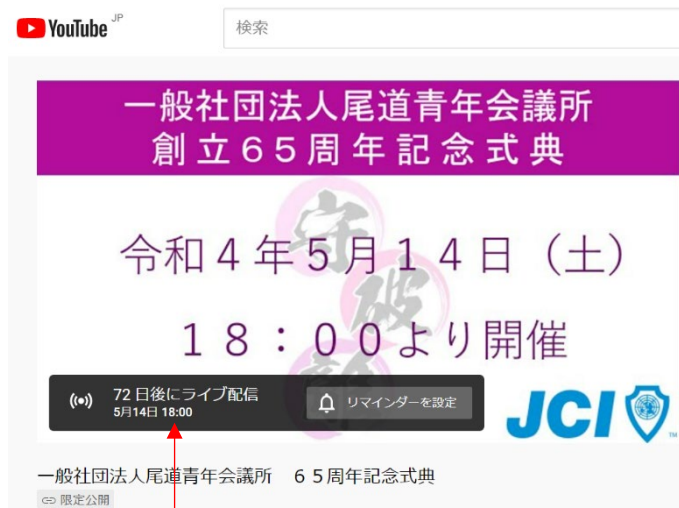 YouTube JP
検索
一般社団法人尾道青年会議所
創立６５周年記念式典
守
破
令和４年５月１４日（土）
１８：００より開催
72 日後にライブ配信
5月14日 18:00
リマインダーを設定
JCI
TM
一般社団法人尾道青年会議所　６５周年記念式典
限定公開